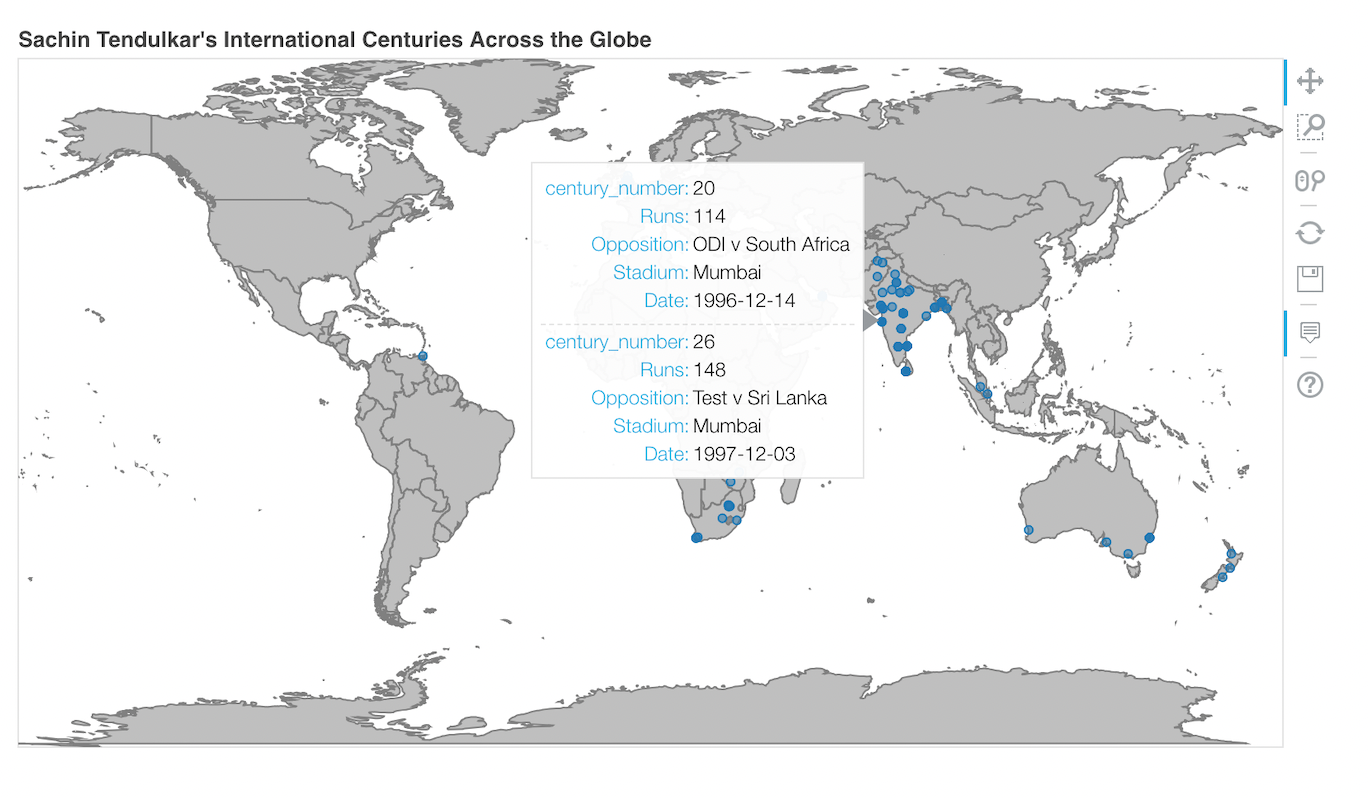 Sachin Tendulkar's International Centuries Across the Globe
century_number: 20
Runs: 114
Opposition: ODI v South Africa
Stadium: Mumbai
Date: 1996-12-14
century_number: 26
Runs: 148
Opposition: Test v Sri Lanka
Stadium: Mumbai
Date: 1997-12-03